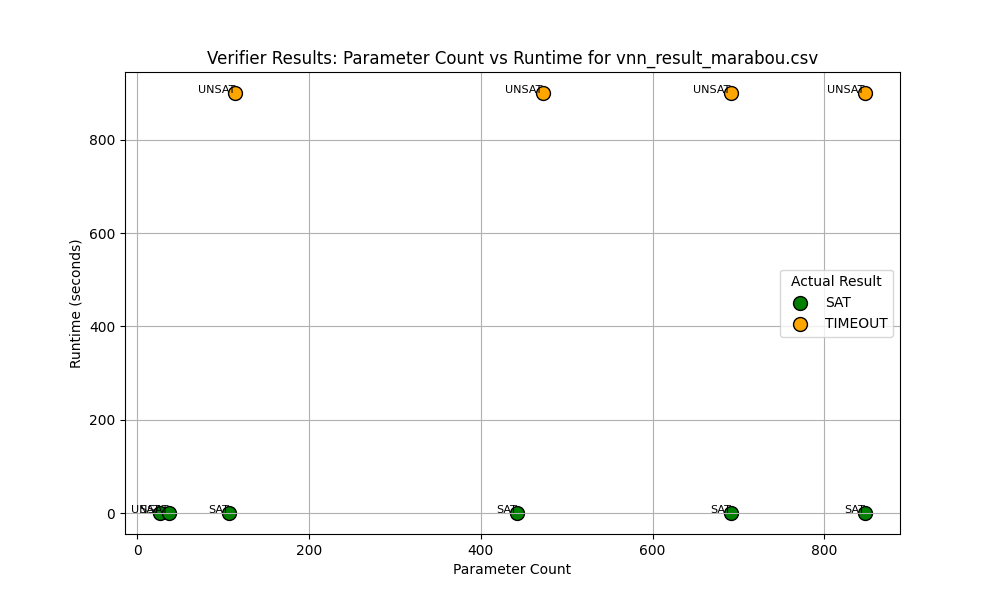 Verifier Results: Parameter Count vs Runtime for vnn_result_marabou.csv
UNSAT UNSAT UNSAT UNSAT
800
600
400
200
0
Runtime (seconds)
Actual Result
SAT
TIMEOUT
SAT SAT SAT SAT
0 200 400 600 800
Parameter Count